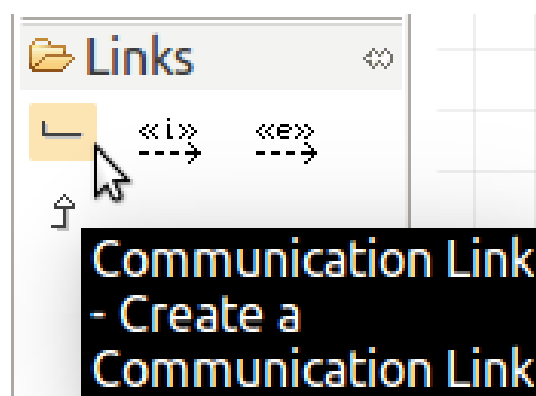 Links
«i» «e»
Communication Link
- Create a
Communication Link